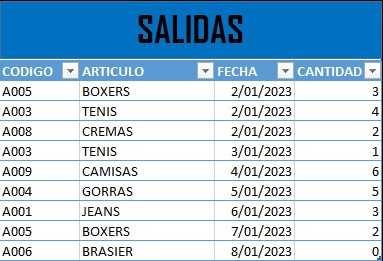 SALIDAS
CODIGO ARTICULO FECHA CANTIDAD
A005 BOXERS 2/01/2023 3
A003 TENIS 2/01/2023 4
A008 CREMAS 2/01/2023 2
A003 TENIS 3/01/2023 1
A009 CAMISAS 4/01/2023 6
A004 GORRAS 5/01/2023 5
A001 JEANS 6/01/2023 3
A005 BOXERS 7/01/2023 2
A006 BRASIER 8/01/2023 0